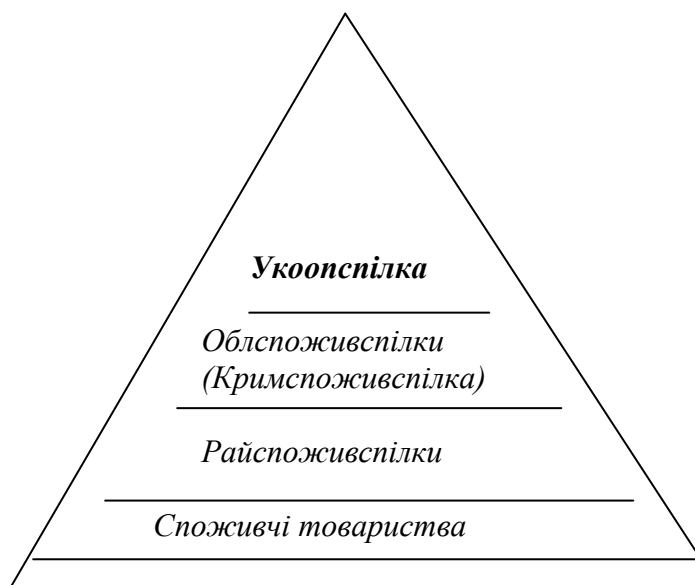 Укоопспілка
Облспоживспілки
(Кримспоживспілка)
Райспоживспілки
Споживчі товариства